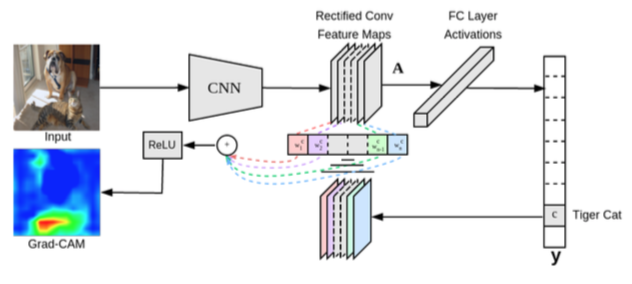 Rectified Conv
Feature Maps
FC Layer
Activations
A
CNN
Input
ReLU
+
c
Tiger Cat
Grad-CAM
y